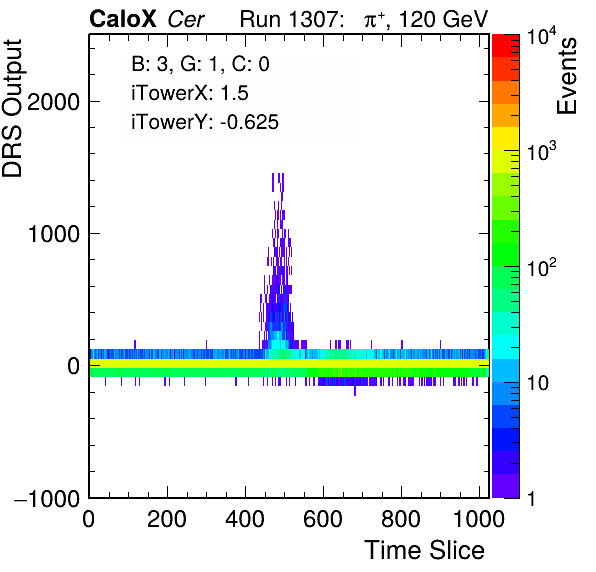 CaloX Cer Run 1307: π⁺, 120 GeV
B: 3, G: 1, C: 0
iTowerX: 1.5
iTowerY: -0.625
DRS Output
2000
1000
0
−1000
0 200 400 600 800 1000
Time Slice
Events
10⁴
10³
10²
10
1